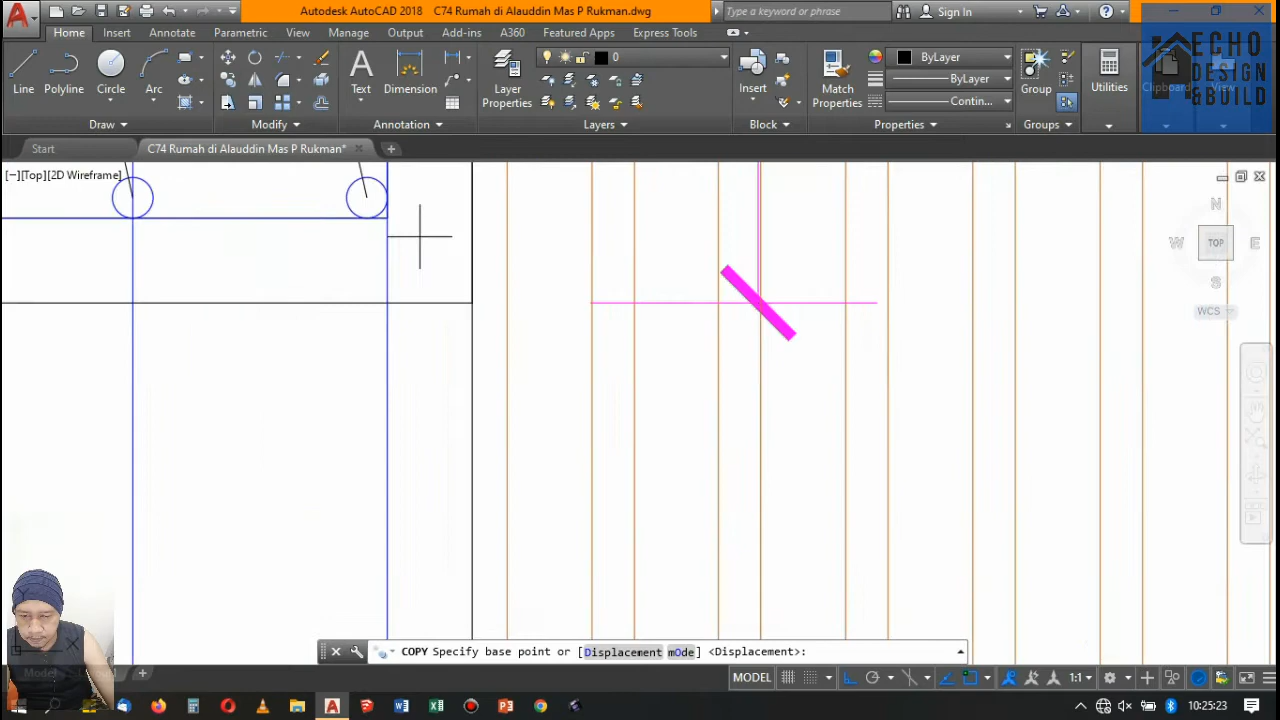 Autodesk AutoCAD 2018 C74 Rumah di Alauddin Mas P Rukman.dwg
Type a keyword or phrase
Sign In
ECHO
DESIGN
&BUILD
Home Insert Annotate Parametric View Manage Output Add-ins A360 Featured Apps Express Tools
0
ByLayer
ByLayer
Contin...
Line Polyline Circle Arc Text Dimension Layer Properties Insert Match Properties Group Utilities Clipboard View
Draw Modify Annotation Layers Block Properties Groups
Start C74 Rumah di Alauddin Mas P Rukman*
[−][Top][2D Wireframe]
N
W TOP E
S
WCS
COPY Specify base point or [Displacement mOde] <Displacement>:
Model
MODEL 1:1
10:25:23